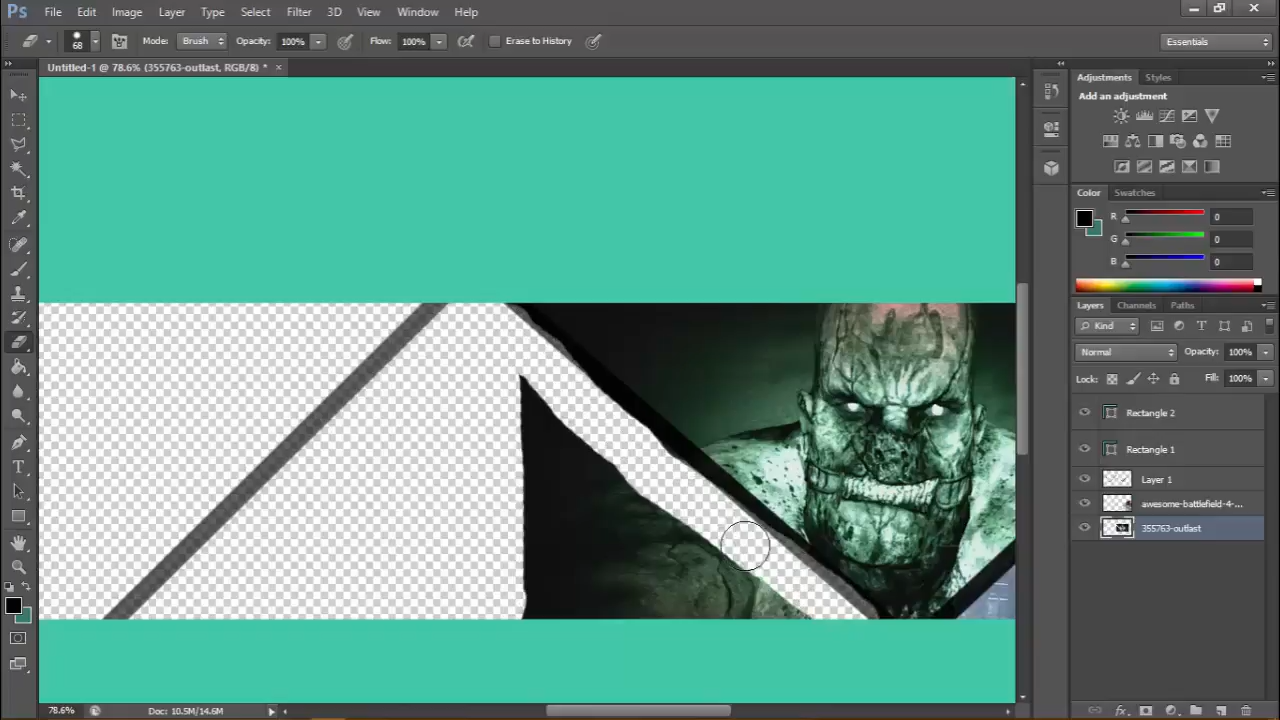 Ps File Edit Image Layer Type Select Filter 3D View Window Help
68 Mode: Brush Opacity: 100% Flow: 100% Erase to History Essentials
Untitled-1 @ 78.6% (355763-outlast, RGB/8) * ×
Adjustments Styles
Add an adjustment
Color Swatches
R 0
G 0
B 0
Layers Channels Paths
Kind
Normal Opacity: 100%
Lock: Fill: 100%
Rectangle 2
Rectangle 1
Layer 1
awesome-battlefield-4-...
355763-outlast
78.6% Doc: 10.5M/14.6M